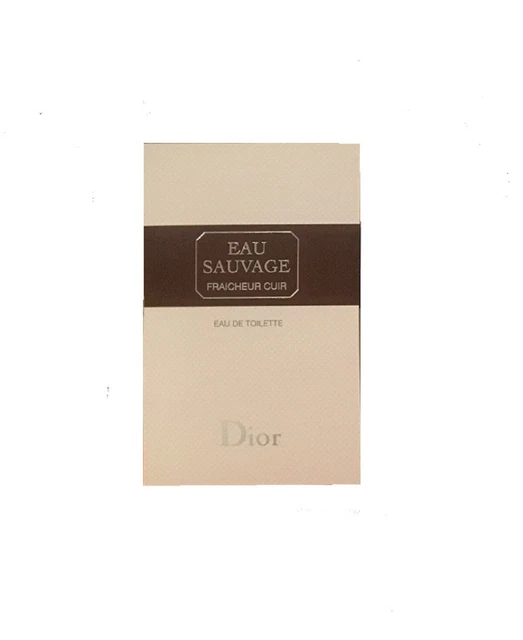 EAU
SAUVAGE
FRAICHEUR CUIR
EAU DE TOILETTE
Dior